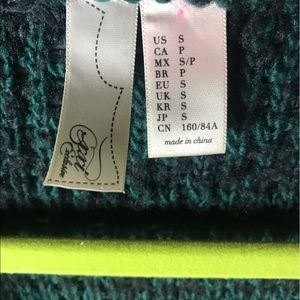 US S
CA P
MX S/P
BR P
EU S
UK S
KR S
JP S
CN 160/84A
made in china